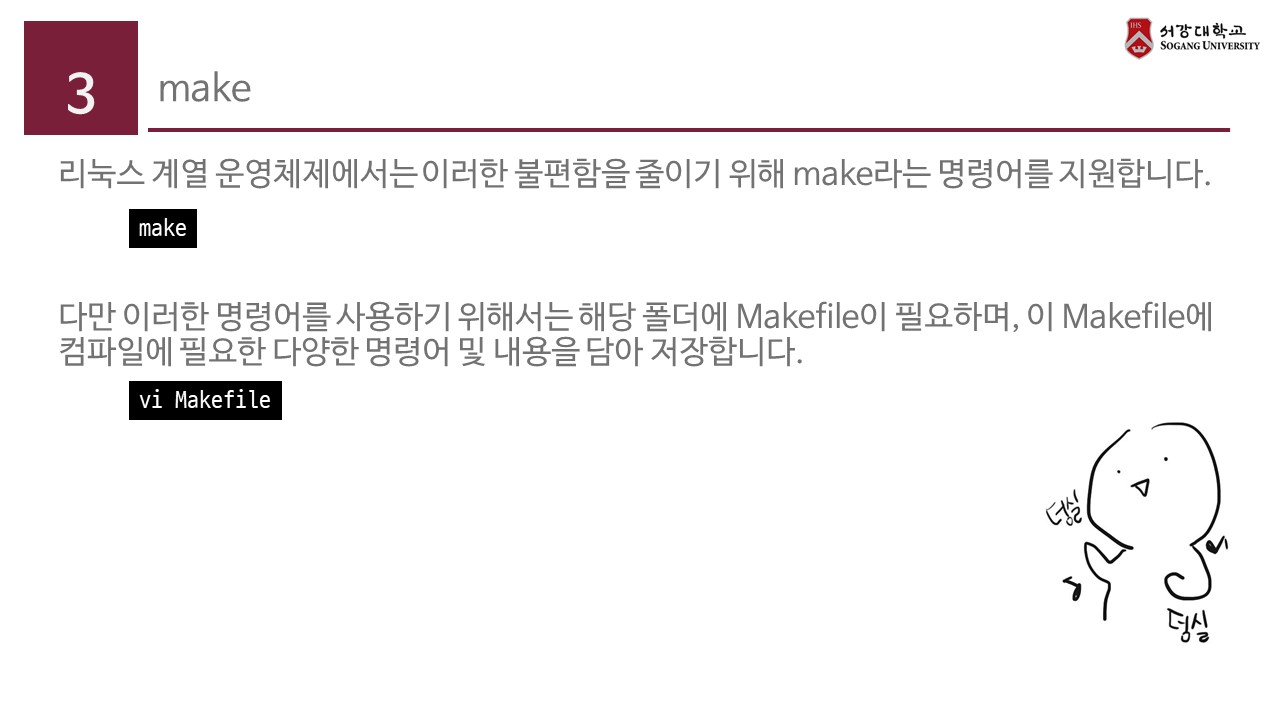 IHS
서강대학교
SOGANG UNIVERSITY
3
make
리눅스 계열 운영체제에서는 이러한 불편함을 줄이기 위해 make라는 명령어를 지원합니다.
make
다만 이러한 명령어를 사용하기 위해서는 해당 폴더에 Makefile이 필요하며, 이 Makefile에
컴파일에 필요한 다양한 명령어 및 내용을 담아 저장합니다.
vi Makefile
덩실
덩실